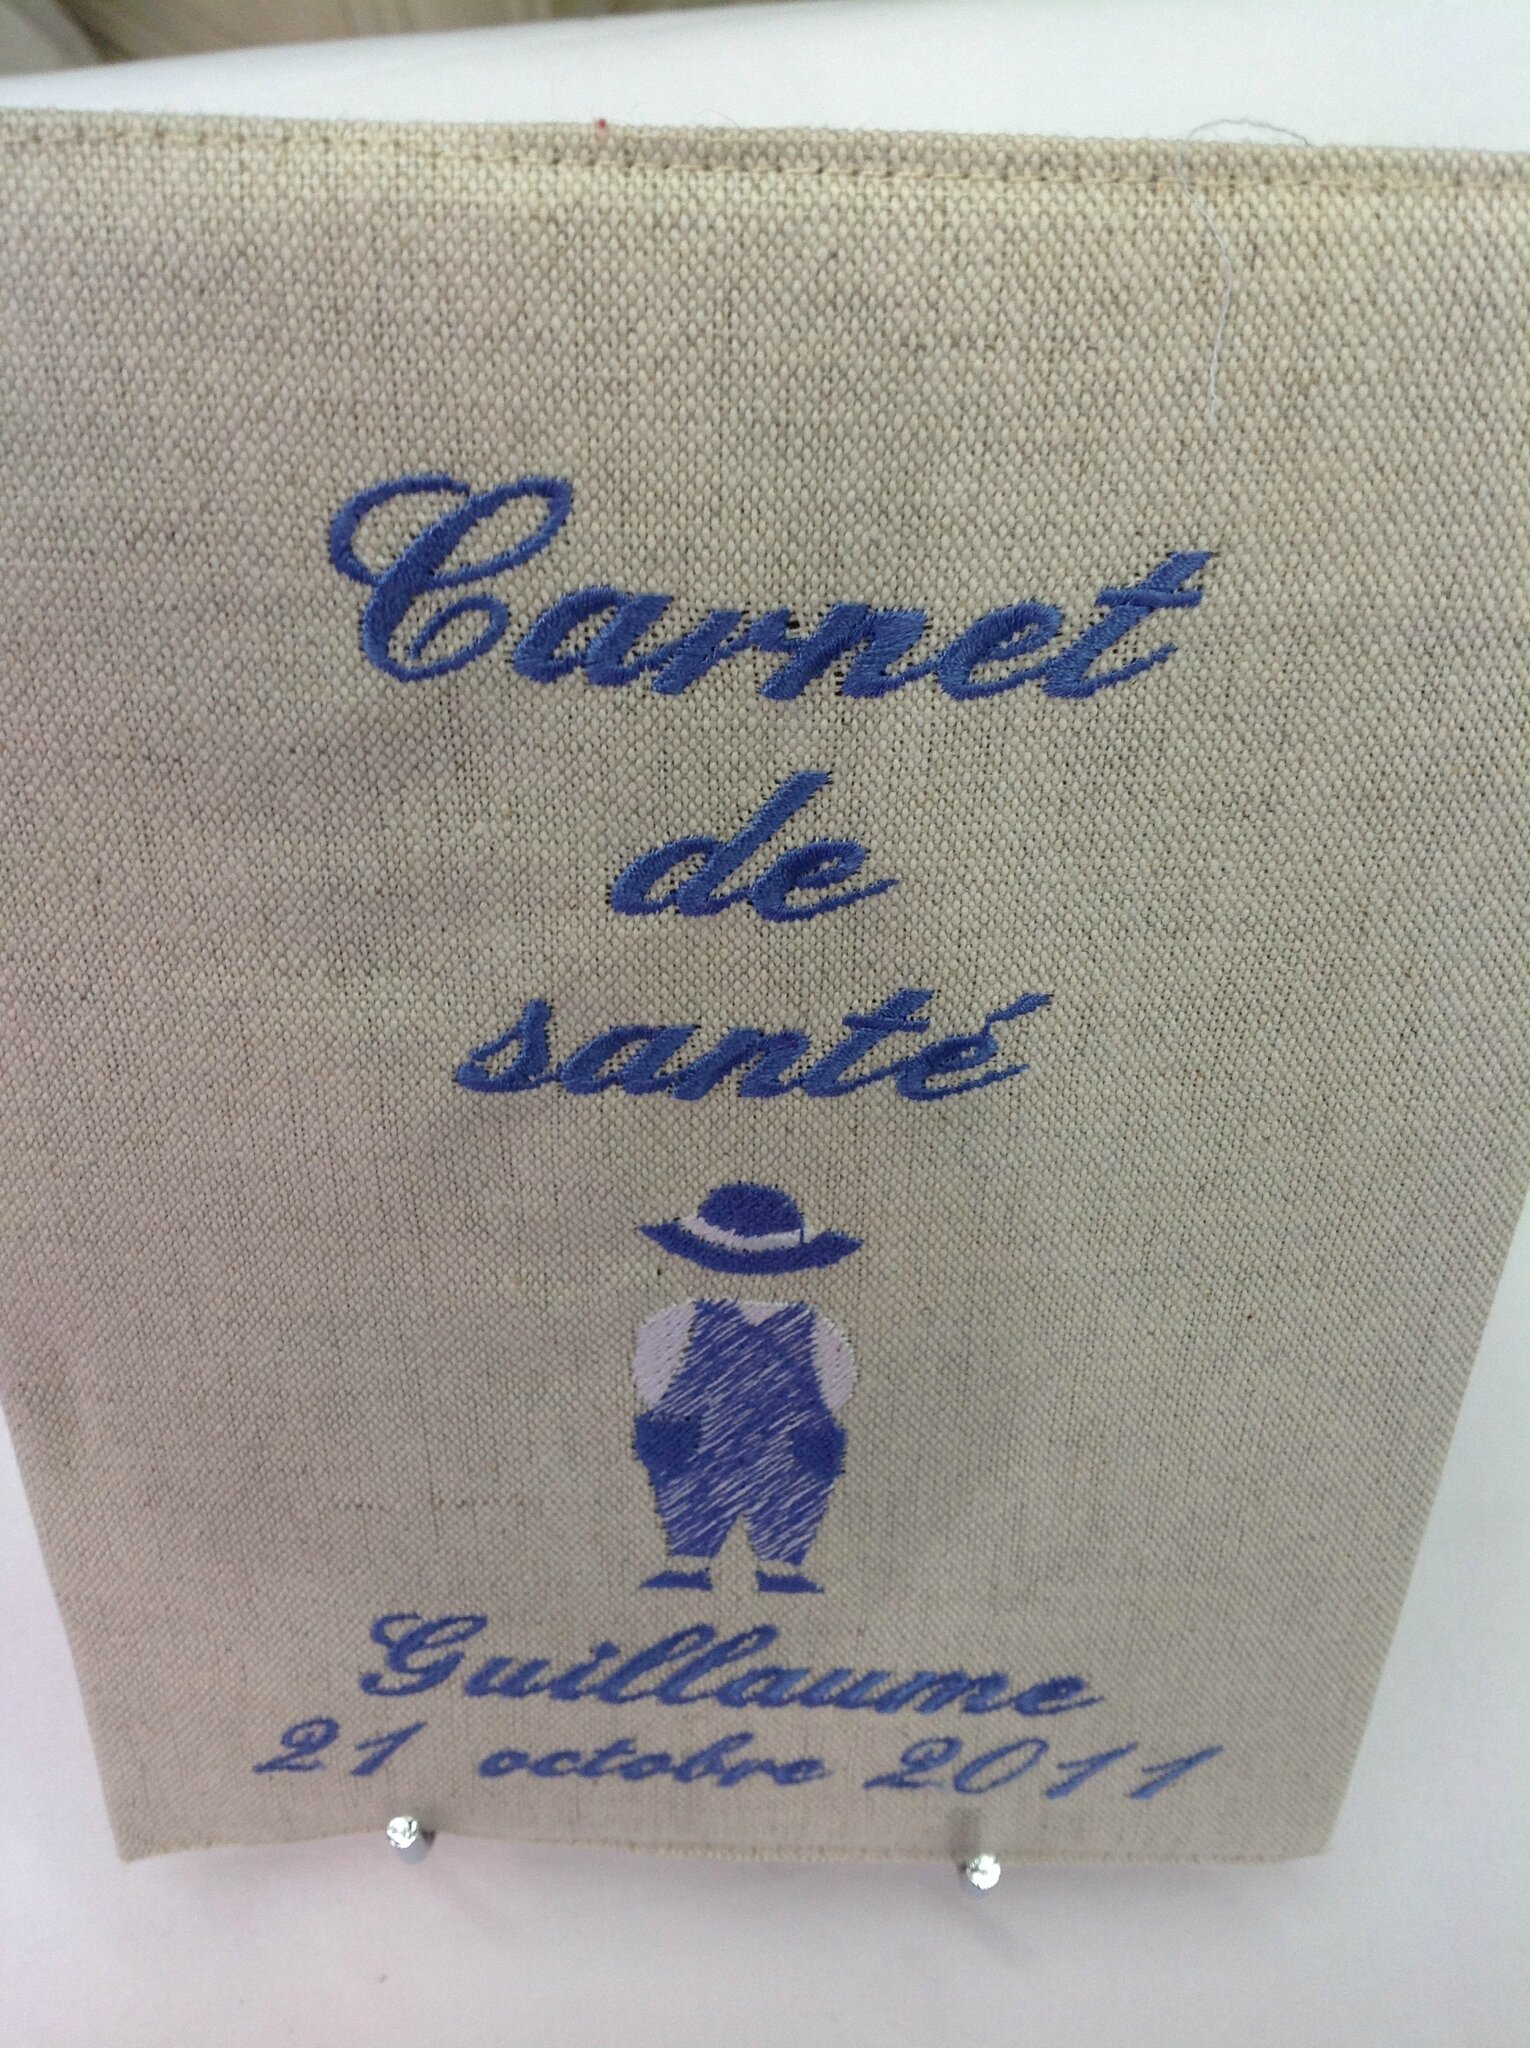 Carnet
de
santé
Guillaume
21 octobre 2011